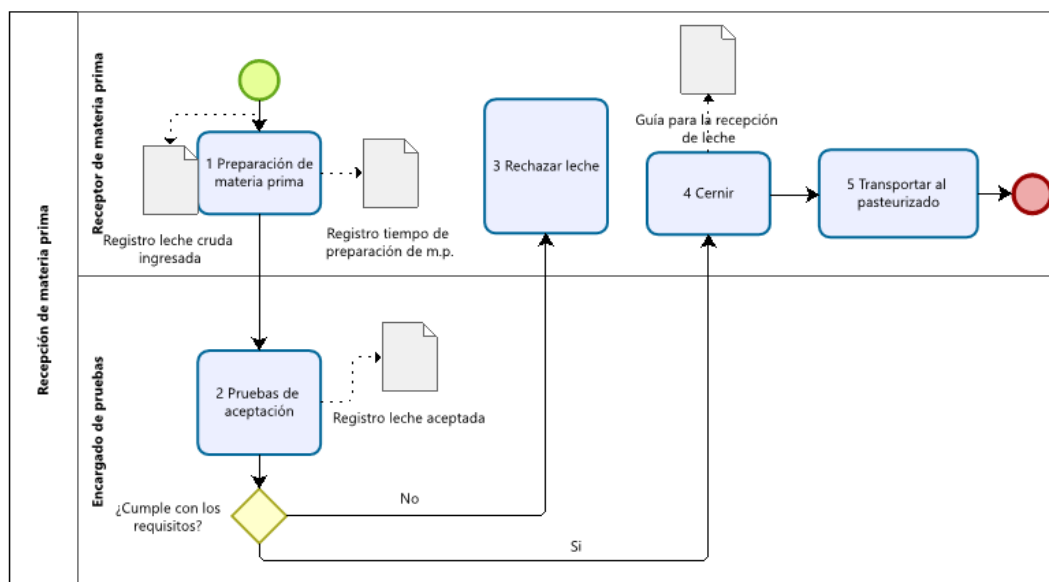 Recepción de materia prima
Receptor de materia prima
1 Preparación de
materia prima
Registro leche cruda
ingresada
Registro tiempo de
preparación de m.p.
3 Rechazar leche
Guía para la recepción
de leche
4 Cernir
5 Transportar al
pasteurizado
Encargado de pruebas
2 Pruebas de
aceptación
Registro leche aceptada
¿Cumple con los
requisitos?
No
Si